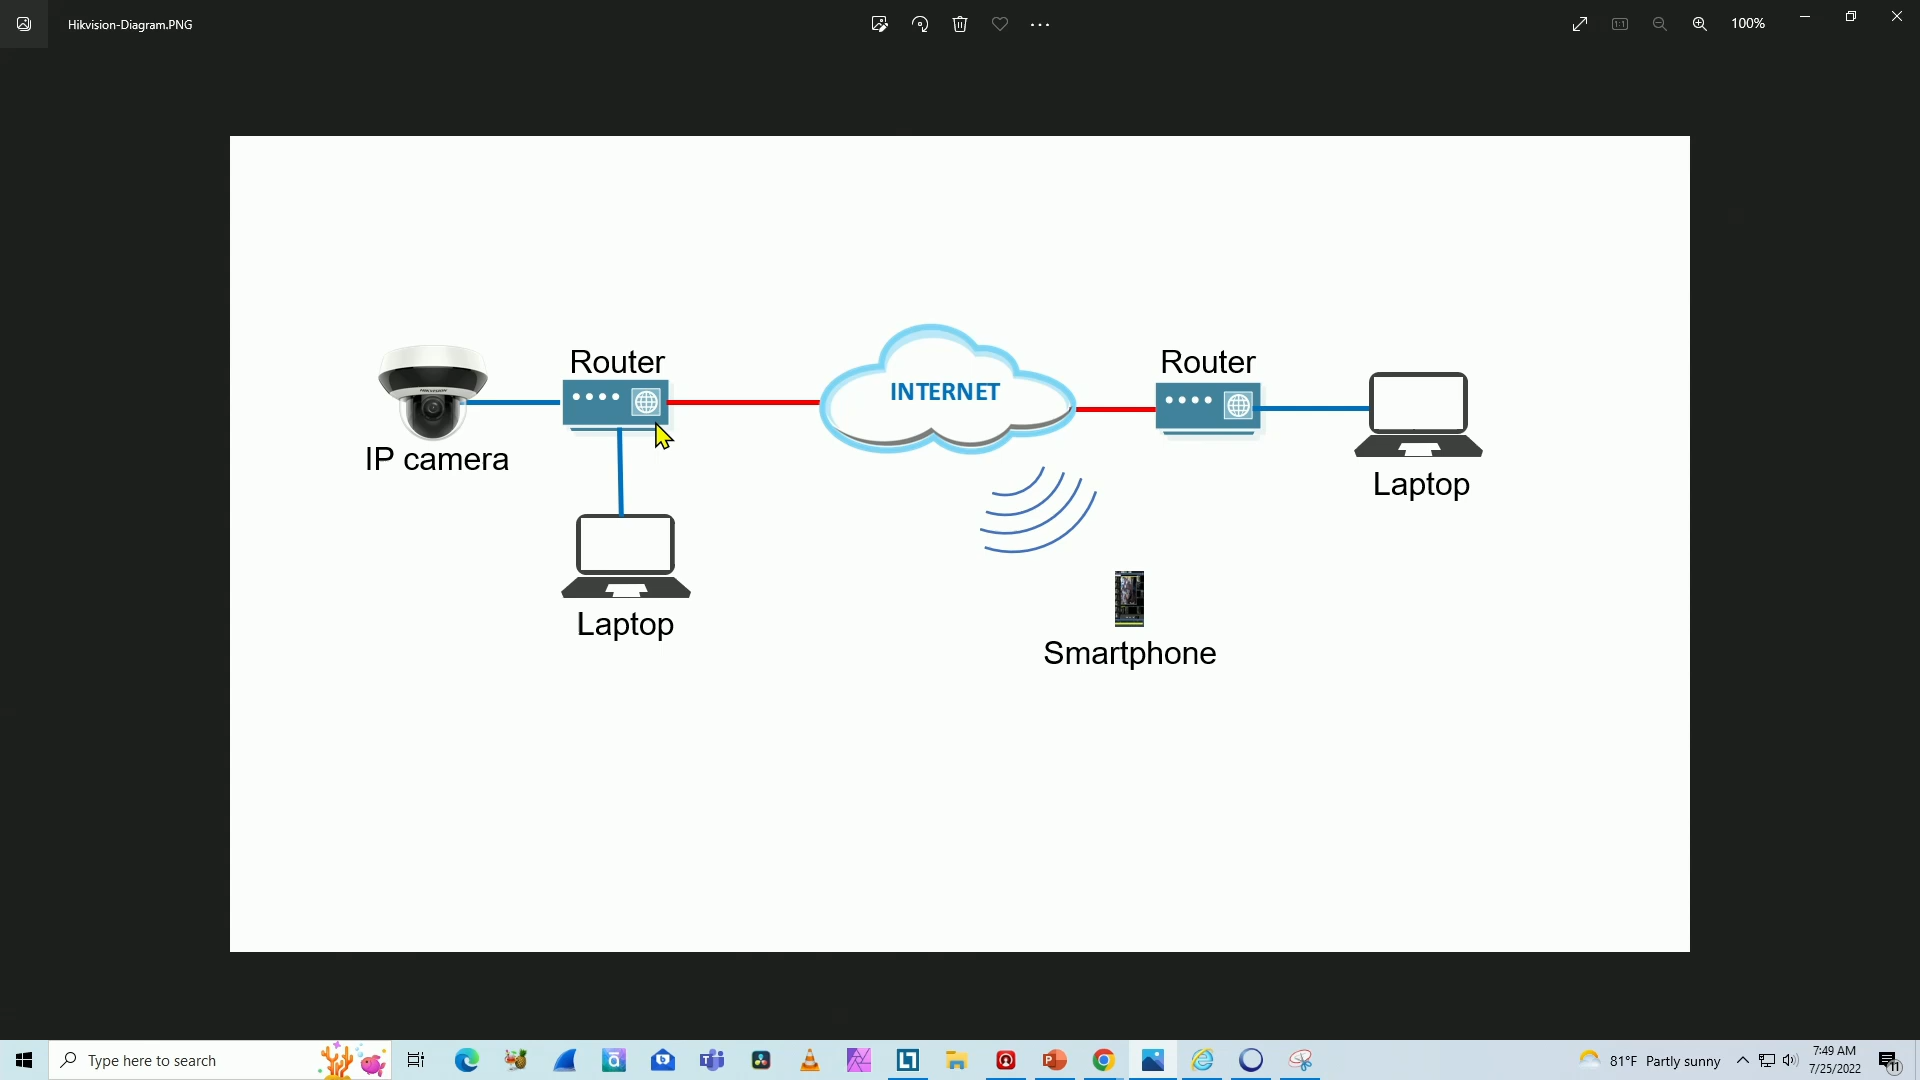 Hikvision-Diagram.PNG
100%
Router
Router
INTERNET
IP camera
Laptop
Laptop
Smartphone
Type here to search
81°F Partly sunny
7:49 AM
7/25/2022
11